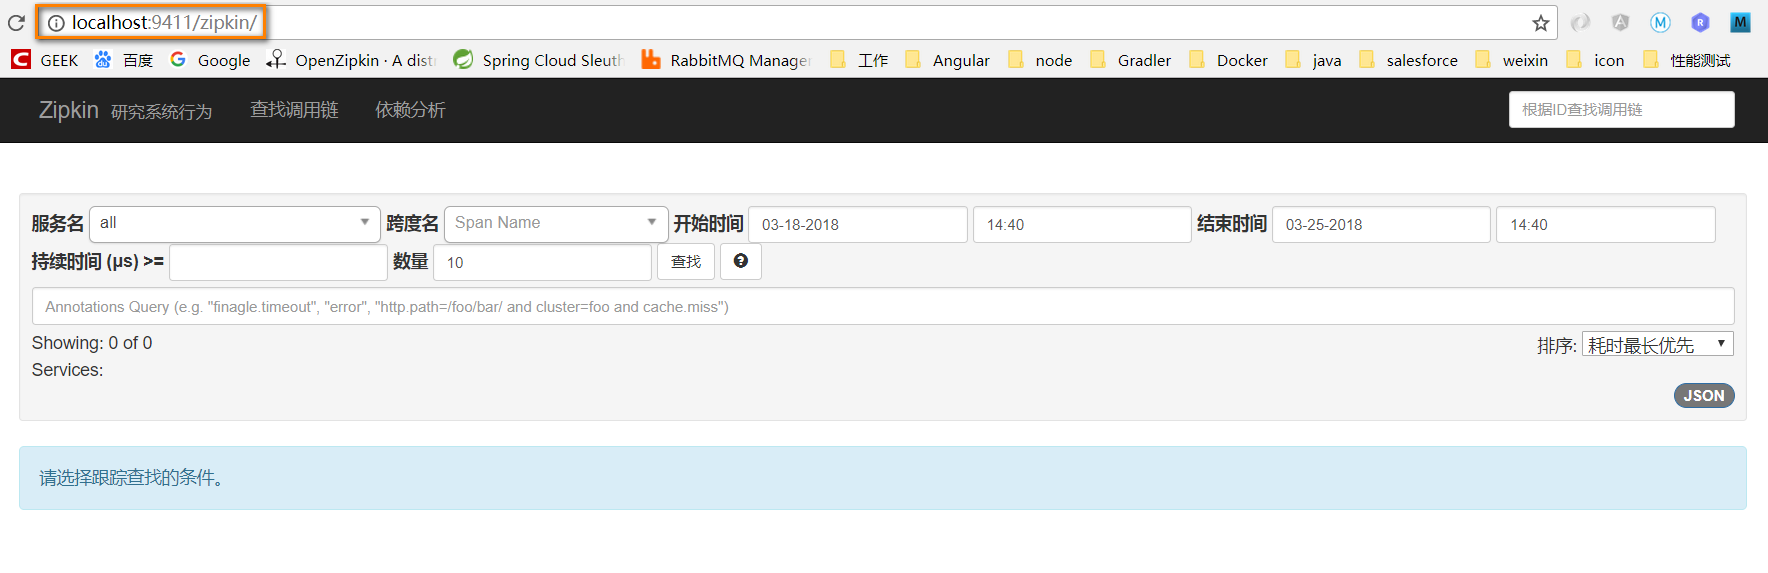 localhost:9411/zipkin/
GEEK 百度 Google OpenZipkin · A dist Spring Cloud Sleuth RabbitMQ Manager 工作 Angular node Gradler Docker java salesforce weixin icon 性能测试
Zipkin 研究系统行为 查找调用链 依赖分析 根据ID查找调用链
服务名 all 跨度名 Span Name 开始时间 03-18-2018 14:40 结束时间 03-25-2018 14:40
持续时间 (μs) >= 数量 10 查找
Annotations Query (e.g. "finagle.timeout", "error", "http.path=/foo/bar/ and cluster=foo and cache.miss")
Showing: 0 of 0 排序: 耗时最长优先
Services:
JSON
请选择跟踪查找的条件。